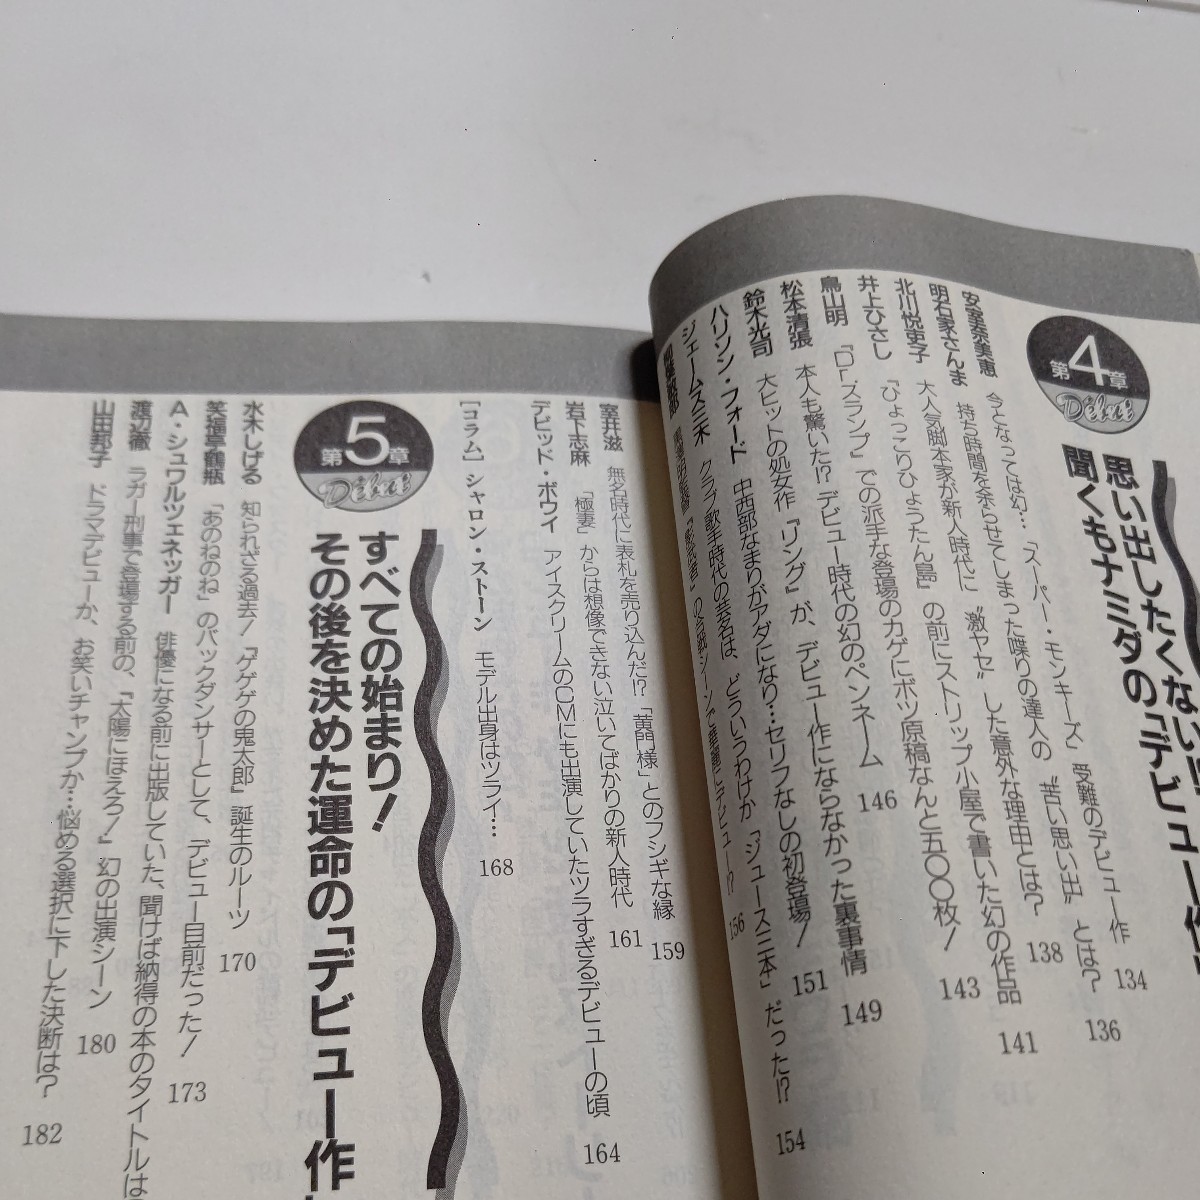 第4章
Début
思い出したくない!?
聞くもナミダの「デビュー作」
安室奈美恵 今となっては幻…「スーパー・モンキーズ」受難のデビュー作 134
明石家さんま 持ち時間を余らせてしまった喋りの達人の〝苦い思い出〟とは? 136
北川悦吏子 大人気脚本家が新人時代に〝激ヤセ〟した意外な理由とは? 138
井上ひさし 『ひょっこりひょうたん島』の前にストリップ小屋で書いた幻の作品 141
鳥山明 『Drスランプ』での派手な登場のカゲにボツ原稿なんと五〇〇枚! 143
松本清張 本人も驚いた!? デビュー時代の幻のペンネーム 146
鈴木光司 大ヒットの処女作『リング』が、デビュー作にならなかった裏事情 149
ハリソン・フォード 中西部なまりがアダになり…セリフなしの初登場! 151
ジェームス三木 クラブ歌手時代の芸名は、どういうわけか「ジュース三本」だった!? 154
の合戦シーンで華麗にデビュー!? 156
室井滋 無名時代に表札を売り込んだ!?「黄門様」とのフシギな縁 159
岩下志麻 「極妻」からは想像できない泣いてばかりの新人時代 161
デビッド・ボウイ アイスクリームのCMにも出演していたツラすぎるデビューの頃 164
[コラム] シャロン・ストーン モデル出身はツライ… 168
第5章
Début
すべての始まり!
その後を決めた運命の「デビュー作」
水木しげる 知られざる過去!『ゲゲゲの鬼太郎』誕生のルーツ 170
笑福亭鶴瓶 「あのねのね」のバックダンサーとして、デビュー目前だった! 173
A・シュワルツェネッガー 俳優になる前に出版していた、聞けば納得の本のタイトルは
渡辺徹 ラガー刑事で登場する前の、『太陽にほえろ!』幻の出演シーン 180
山田邦子 ドラマデビューか、お笑いチャンプか…悩める選択に下した決断は? 182